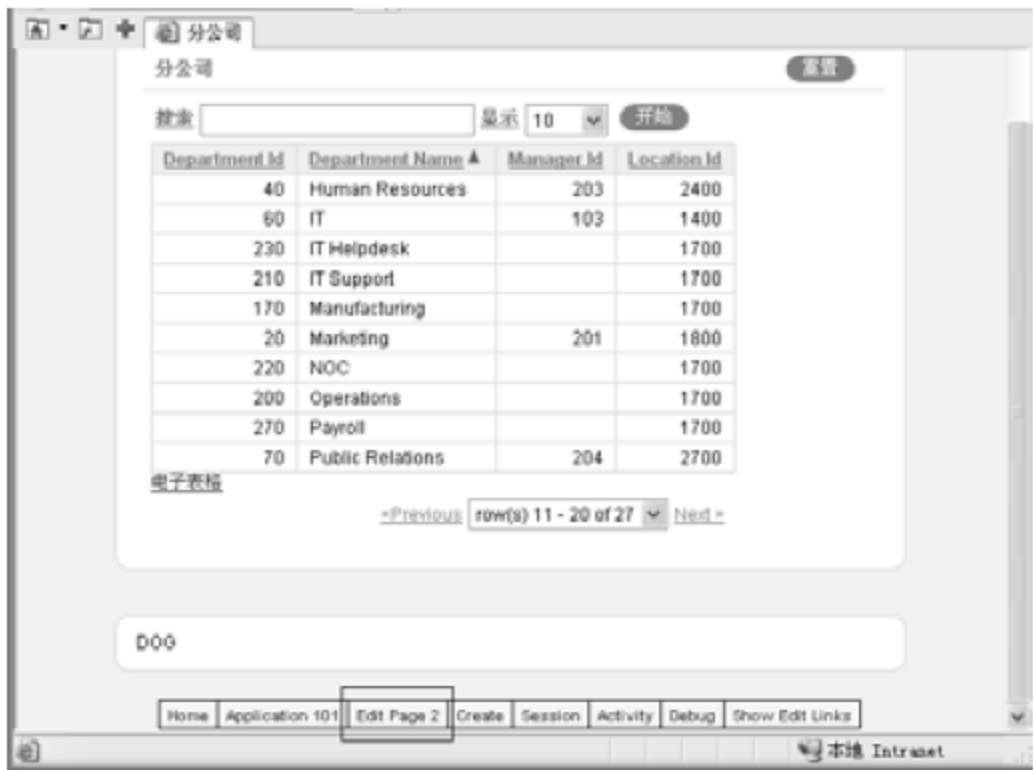 分公司
分公司 重置
搜索 显示 10 开始
Department Id Department Name Manager Id Location Id
40 Human Resources 203 2400
60 IT 103 1400
230 IT Helpdesk 1700
210 IT Support 1700
170 Manufacturing 1700
20 Marketing 201 1800
220 NOC 1700
200 Operations 1700
270 Payroll 1700
70 Public Relations 204 2700
电子表格
<Previous row(s) 11 - 20 of 27 Next >
DOG
Home Application 101 Edit Page 2 Create Session Activity Debug Show Edit Links
本地 Intranet